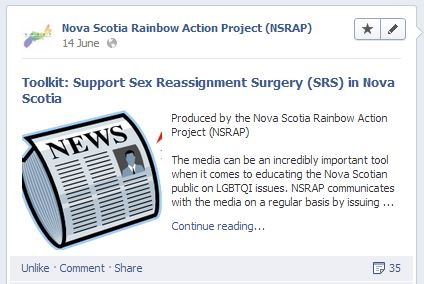 Nova Scotia Rainbow Action Project (NSRAP)
14 June
Toolkit: Support Sex Reassignment Surgery (SRS) in Nova
Scotia
NEWS
Produced by the Nova Scotia Rainbow Action
Project (NSRAP)
The media can be an incredibly important tool
when it comes to educating the Nova Scotian
public on LGBTQI issues. NSRAP communicates
with the media on a regular basis by issuing ...
Continue reading...
Unlike · Comment · Share
35